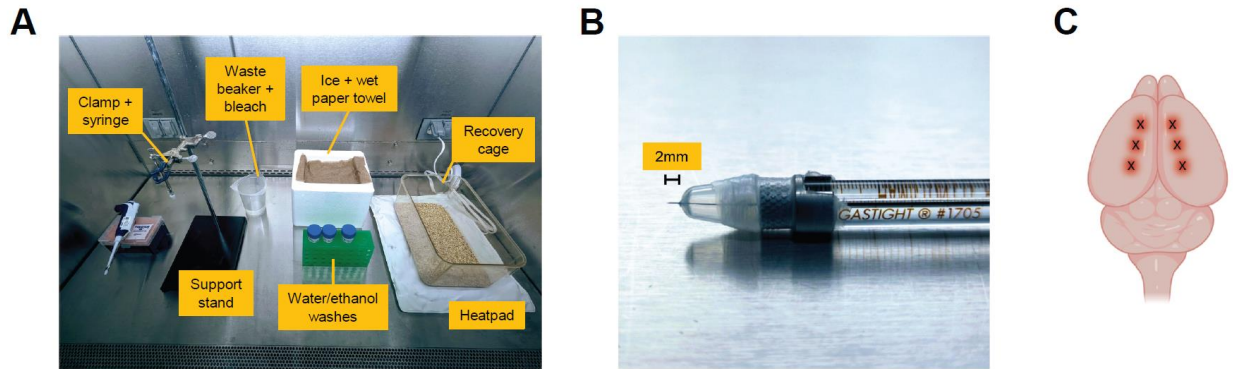 A
Clamp +
syringe
Waste
beaker +
bleach
Ice + wet
paper towel
Recovery
cage
Support
stand
Water/ethanol
washes
Heatpad
B
2mm
GASTIGHT ® #1705
C
X X
X X
X X